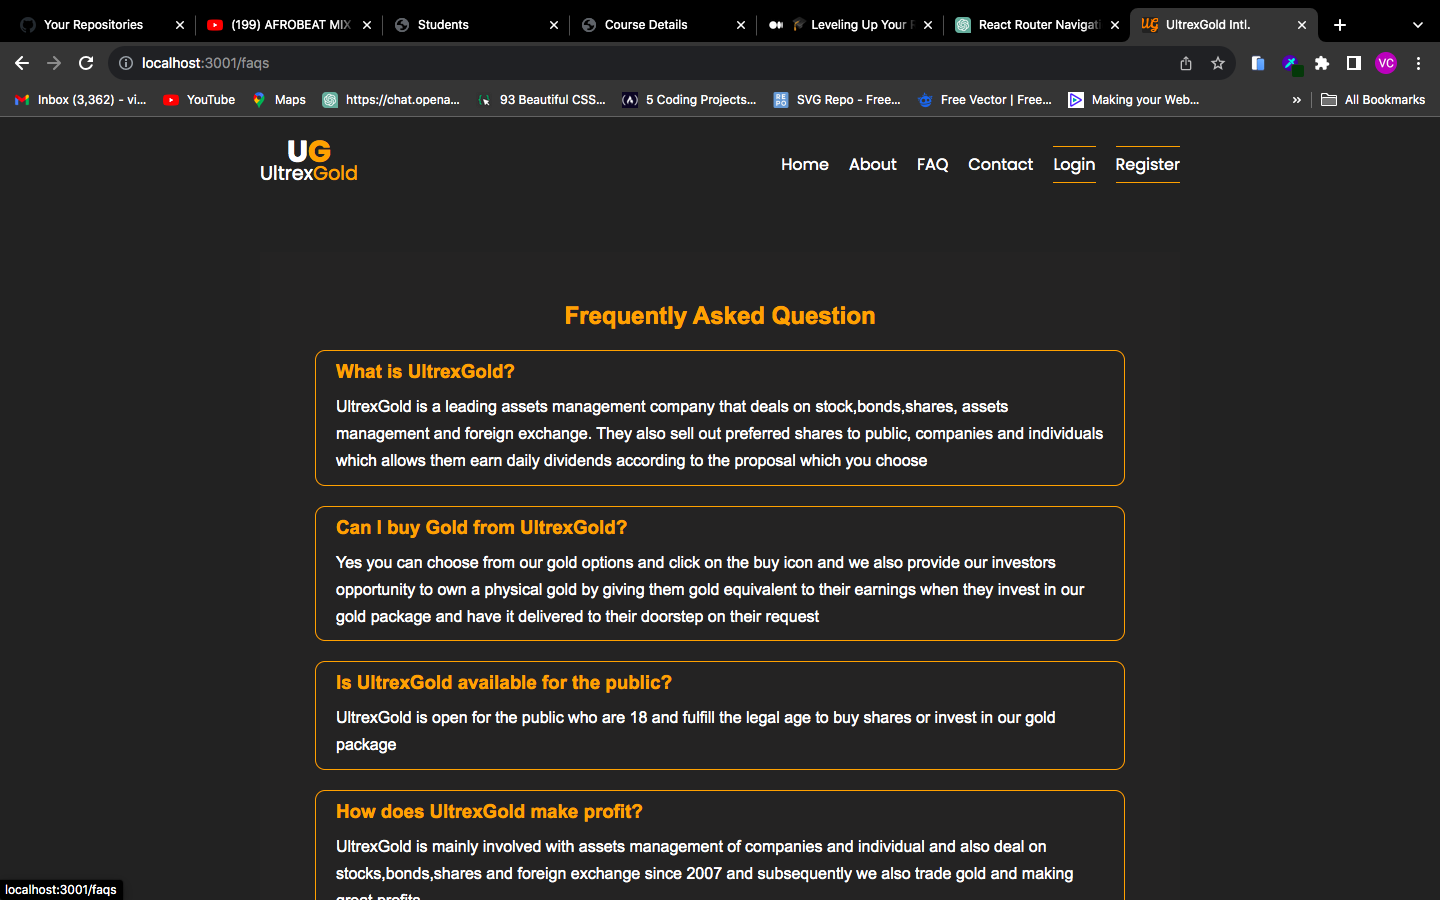 Your Repositories
(199) AFROBEAT MIX
Students
Course Details
Leveling Up Your
React Router Navigati
UG UltrexGold Intl.
localhost:3001/faqs
VC
Inbox (3,362) - vi...
YouTube
Maps
https://chat.opena...
93 Beautiful CSS...
(A) 5 Coding Projects...
RE PO SVG Repo - Free...
Free Vector | Free...
Making your Web...
»
All Bookmarks
UG
UltrexGold
Home About FAQ Contact Login Register
Frequently Asked Question
What is UltrexGold?
UltrexGold is a leading assets management company that deals on stock,bonds,shares, assets
management and foreign exchange. They also sell out preferred shares to public, companies and individuals
which allows them earn daily dividends according to the proposal which you choose
Can I buy Gold from UltrexGold?
Yes you can choose from our gold options and click on the buy icon and we also provide our investors
opportunity to own a physical gold by giving them gold equivalent to their earnings when they invest in our
gold package and have it delivered to their doorstep on their request
Is UltrexGold available for the public?
UltrexGold is open for the public who are 18 and fulfill the legal age to buy shares or invest in our gold
package
How does UltrexGold make profit?
UltrexGold is mainly involved with assets management of companies and individual and also deal on
stocks,bonds,shares and foreign exchange since 2007 and subsequently we also trade gold and making
great profits
localhost:3001/faqs